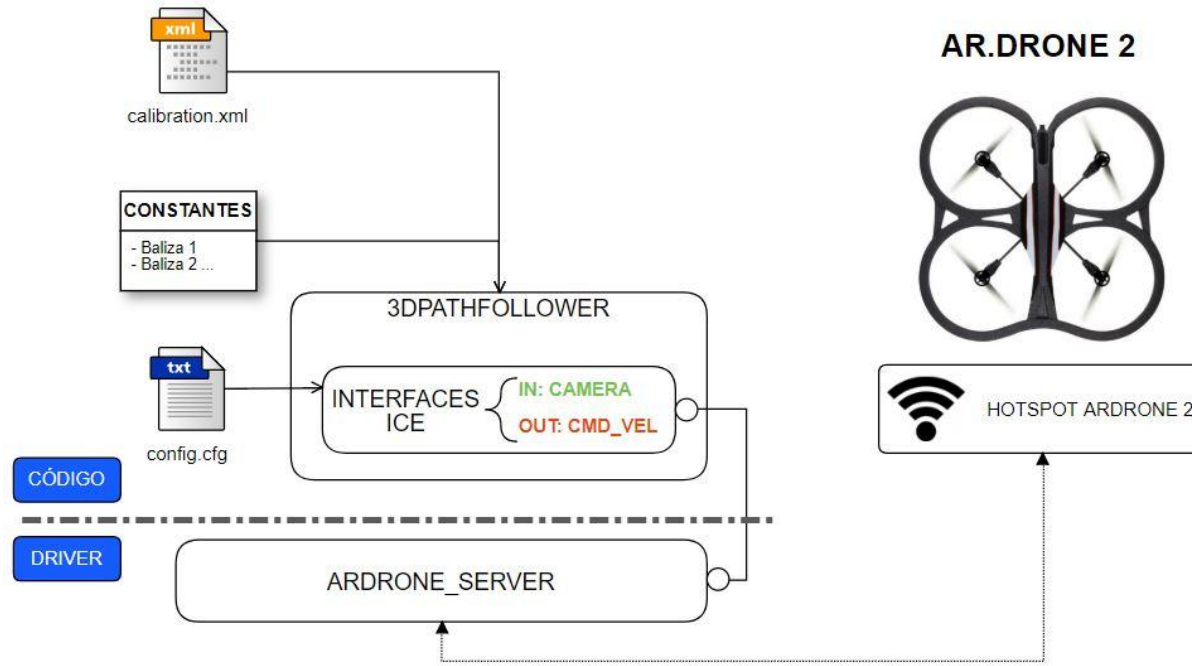 xml
calibration.xml
AR.DRONE 2
CONSTANTES
- Baliza 1
- Baliza 2 ...
3DPATHFOLLOWER
txt
config.cfg
INTERFACES
ICE
IN: CAMERA
OUT: CMD_VEL
HOTSPOT ARDRONE 2
CÓDIGO
DRIVER
ARDRONE_SERVER